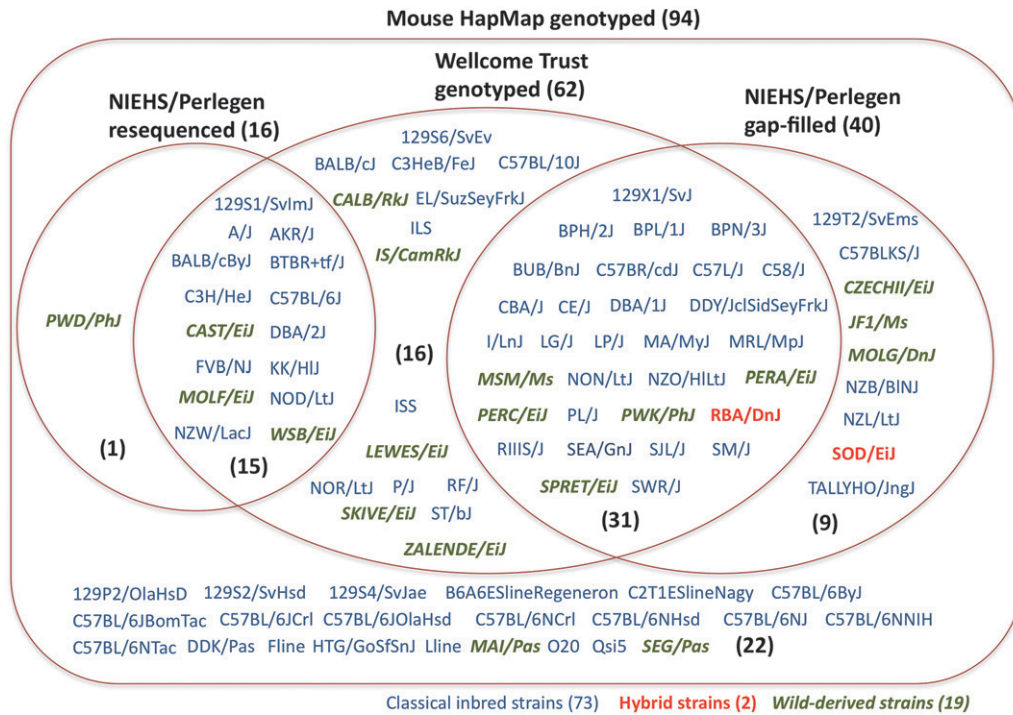 Mouse HapMap genotyped (94)
Wellcome Trust
genotyped (62)
NIEHS/Perlegen
resequenced (16)
NIEHS/Perlegen
gap-filled (40)
PWD/PhJ
(1)
129S1/SvImJ
A/J AKR/J
BALB/cByJ BTBR+tf/J
C3H/HeJ C57BL/6J
CAST/EiJ DBA/2J
FVB/NJ KK/HlJ
MOLF/EiJ NOD/LtJ
NZW/LacJ WSB/EiJ
(15)
129S6/SvEv
BALB/cJ C3HeB/FeJ C57BL/10J
CALB/RkJ EL/SuzSeyFrkJ
ILS
IS/CamRkJ
(16)
ISS
LEWES/EiJ
NOR/LtJ P/J RF/J
SKIVE/EiJ ST/bJ
ZALENDE/EiJ
129X1/SvJ
BPH/2J BPL/1J BPN/3J
BUB/BnJ C57BR/cdJ C57L/J C58/J
CBA/J CE/J DBA/1J DDY/JclSidSeyFrkJ
I/LnJ LG/J LP/J MA/MyJ MRL/MpJ
MSM/Ms NON/LtJ NZO/HlLtJ PERA/EiJ
PERC/EiJ PL/J PWK/PhJ RBA/DnJ
RIIIS/J SEA/GnJ SJL/J SM/J
SPRET/EiJ SWR/J
(31)
129T2/SvEms
C57BLKS/J
CZECHII/EiJ
JF1/Ms
MOLG/DnJ
NZB/BlNJ
NZL/LtJ
SOD/EiJ
TALLYHO/JngJ
(9)
129P2/OlaHsD 129S2/SvHsd 129S4/SvJae B6A6ESlineRegeneron C2T1ESlineNagy C57BL/6ByJ
C57BL/6JBomTac C57BL/6JCrl C57BL/6JOlaHsd C57BL/6NCrl C57BL/6NHsd C57BL/6NJ C57BL/6NNIH
C57BL/6NTac DDK/Pas Fline HTG/GoSfSnJ Lline MAI/Pas O20 Qsi5 SEG/Pas (22)
Classical inbred strains (73) Hybrid strains (2) Wild-derived strains (19)